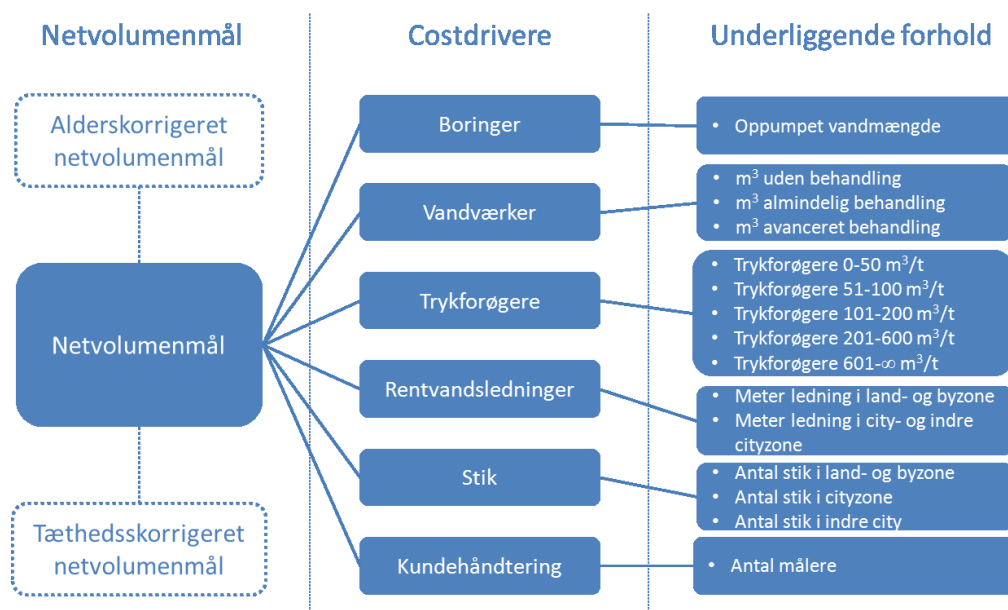 Netvolumenmål
Costdrivere
Underliggende forhold
Alderskorrigeret
netvolumenmål
Netvolumenmål
Tæthedsskorrigeret
netvolumenmål
Boringer
• Oppumpet vandmængde
Vandværker
• m³ uden behandling
• m³ almindelig behandling
• m³ avanceret behandling
Trykforøgere
• Trykforøgere 0-50 m³/t
• Trykforøgere 51-100 m³/t
• Trykforøgere 101-200 m³/t
• Trykforøgere 201-600 m³/t
• Trykforøgere 601-∞ m³/t
Rentvandsledninger
• Meter ledning i land- og byzone
• Meter ledning i city- og indre
cityzone
Stik
• Antal stik i land- og byzone
• Antal stik i cityzone
• Antal stik i indre city
Kundehåndtering
• Antal målere